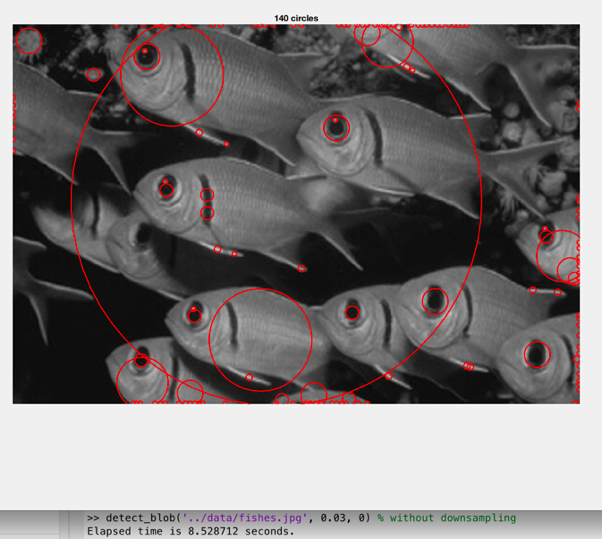 140 circles
>> detect_blob('../data/fishes.jpg', 0.03, 0) % without downsampling
Elapsed time is 8.528712 seconds.